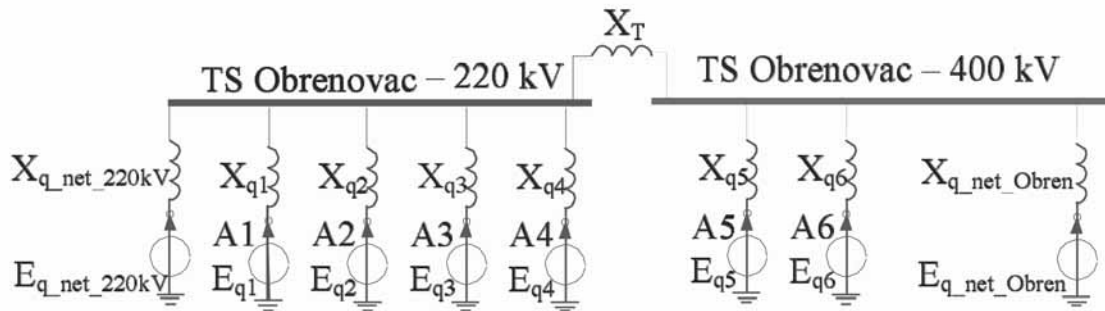 X_T
TS Obrenovac – 220 kV
TS Obrenovac – 400 kV
X_q_net_220kV
X_q1
X_q2
X_q3
X_q4
X_q5
X_q6
X_q_net_Obren
A1
A2
A3
A4
A5
A6
E_q_net_220kV
E_q1
E_q2
E_q3
E_q4
E_q5
E_q6
E_q_net_Obren